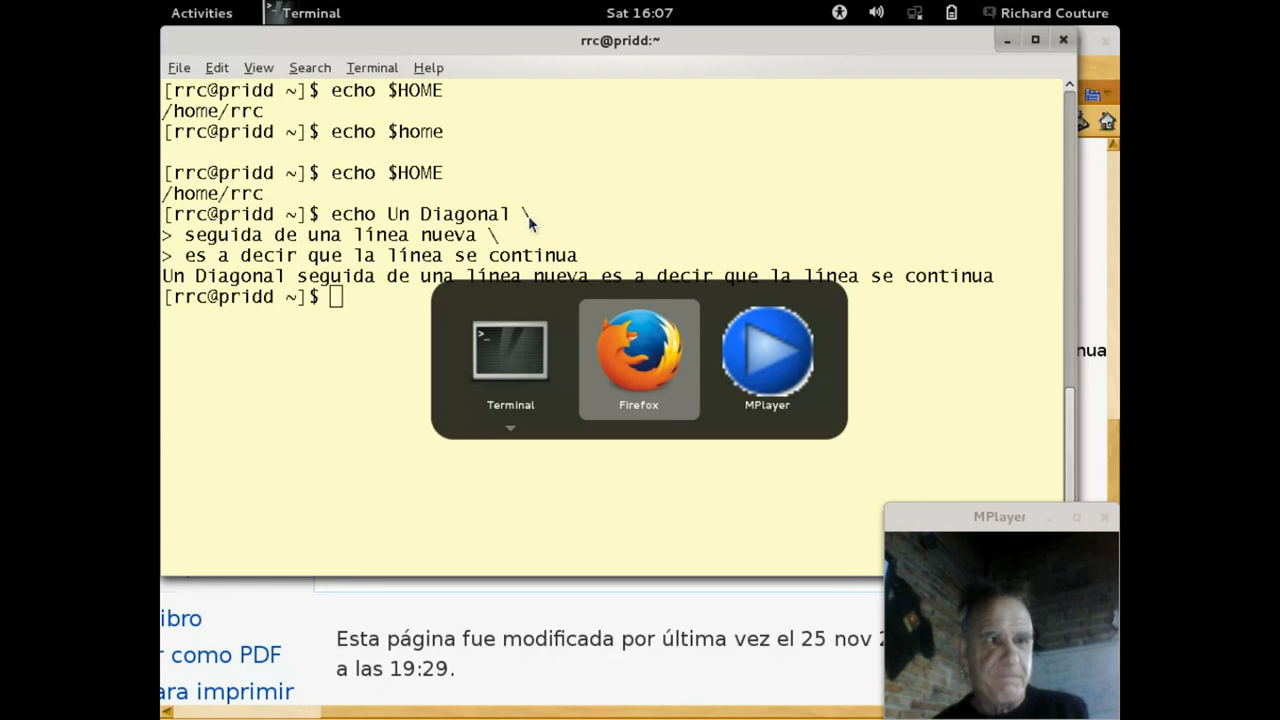 Activities
Terminal
Sat 16:07
Richard Couture
rrc@pridd:~
File Edit View Search Terminal Help
[rrc@pridd ~]$ echo $HOME
/home/rrc
[rrc@pridd ~]$ echo $home
[rrc@pridd ~]$ echo $HOME
/home/rrc
[rrc@pridd ~]$ echo Un Diagonal \
> seguida de una línea nueva \
> es a decir que la línea se continua
Un Diagonal seguida de una línea nueva es a decir que la línea se continua
[rrc@pridd ~]$
nua
Terminal
Firefox
MPlayer
MPlayer
ibro
r como PDF
ara imprimir
Esta página fue modificada por última vez el 25 nov 2
a las 19:29.